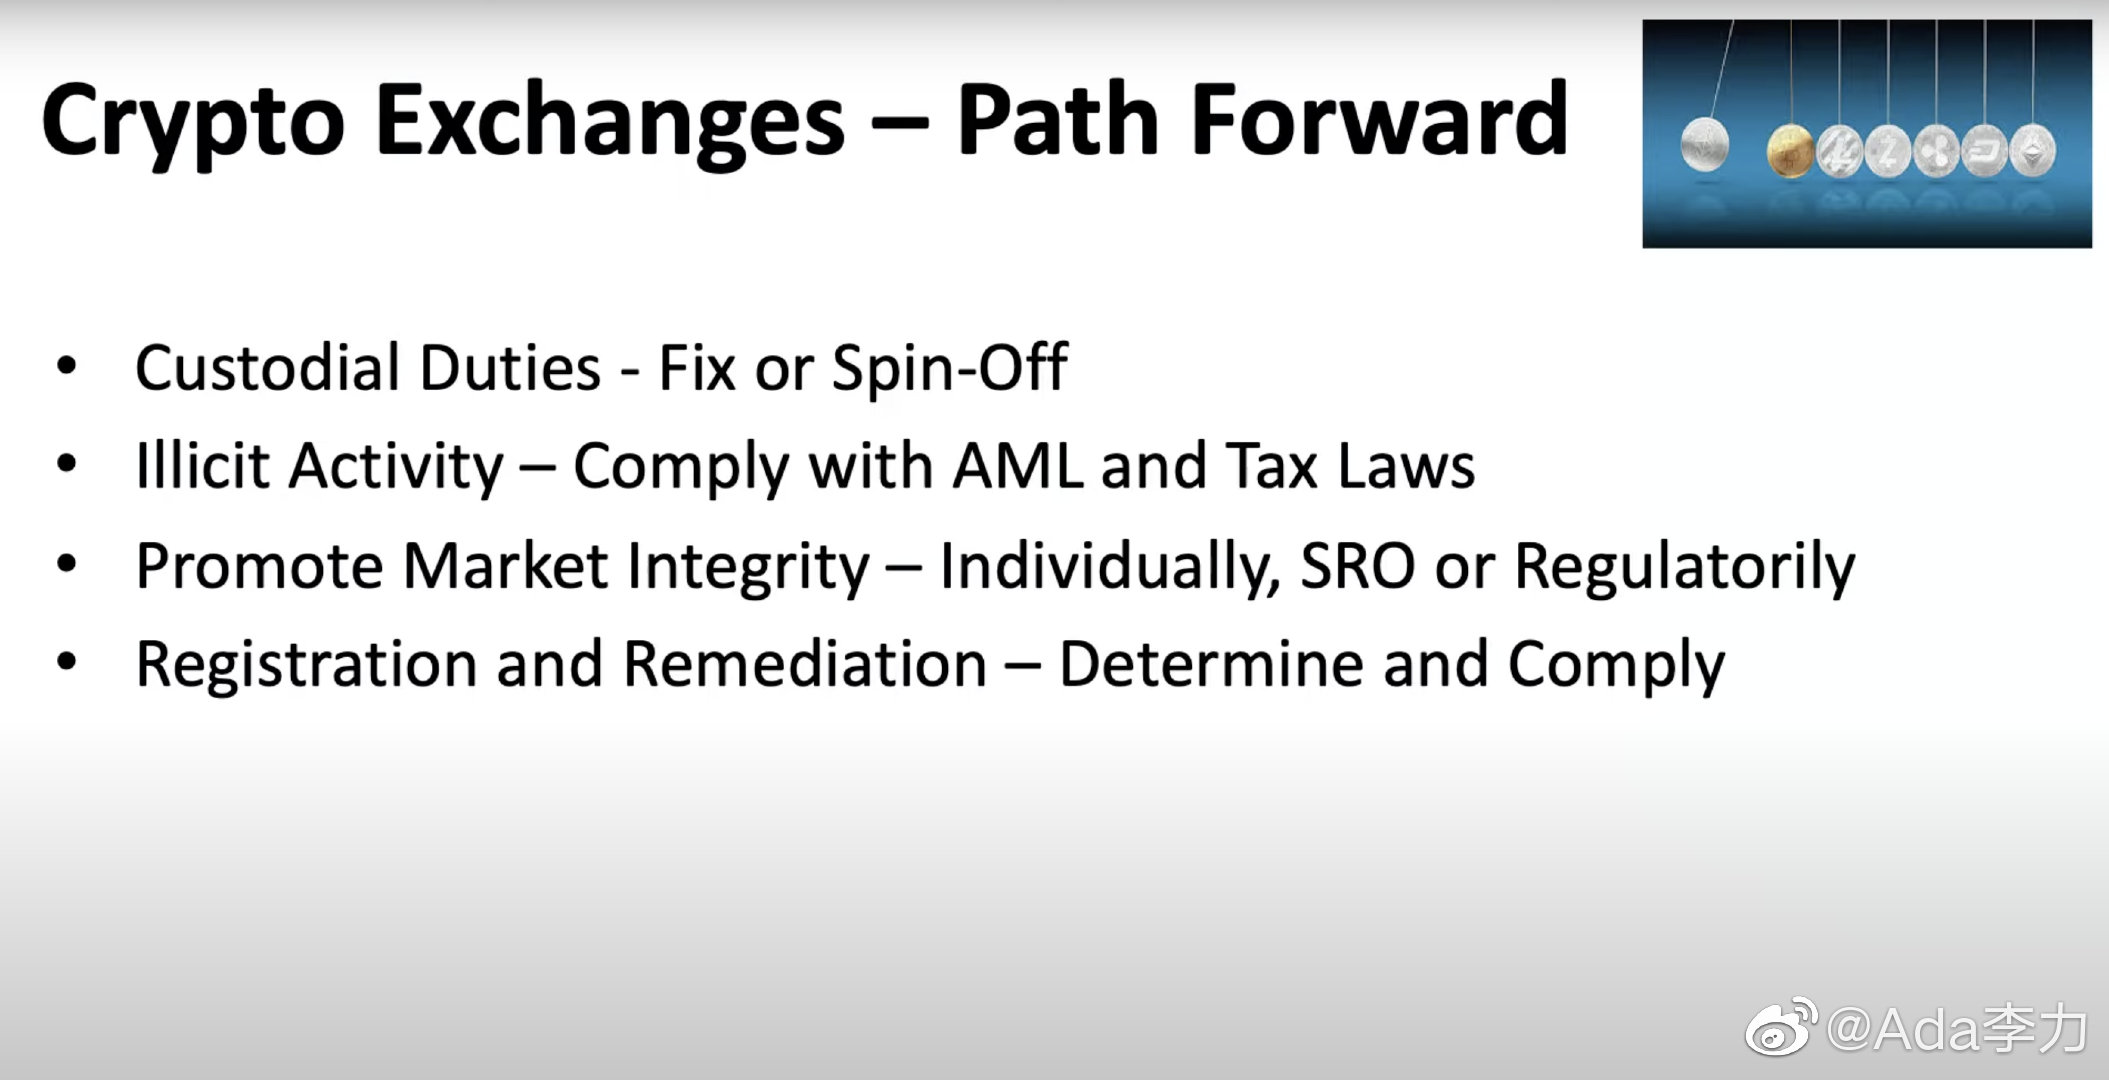 Crypto Exchanges – Path Forward
• Custodial Duties - Fix or Spin-Off
• Illicit Activity – Comply with AML and Tax Laws
• Promote Market Integrity – Individually, SRO or Regulatorily
• Registration and Remediation – Determine and Comply
@Ada李力